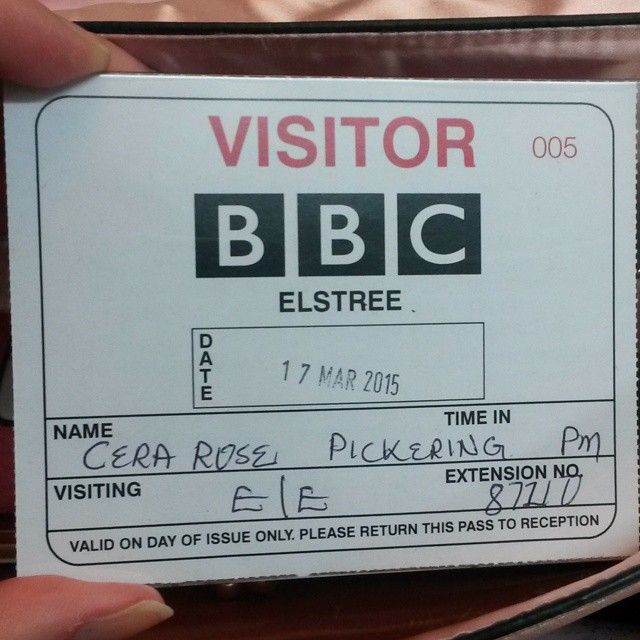 VISITOR 005
BBC
ELSTREE
DATE 17 MAR 2015
NAME TIME IN
CERA ROSE PICKERING PM
VISITING EXTENSION NO.
E/E
VALID ON DAY OF ISSUE ONLY. PLEASE RETURN THIS PASS TO RECEPTION